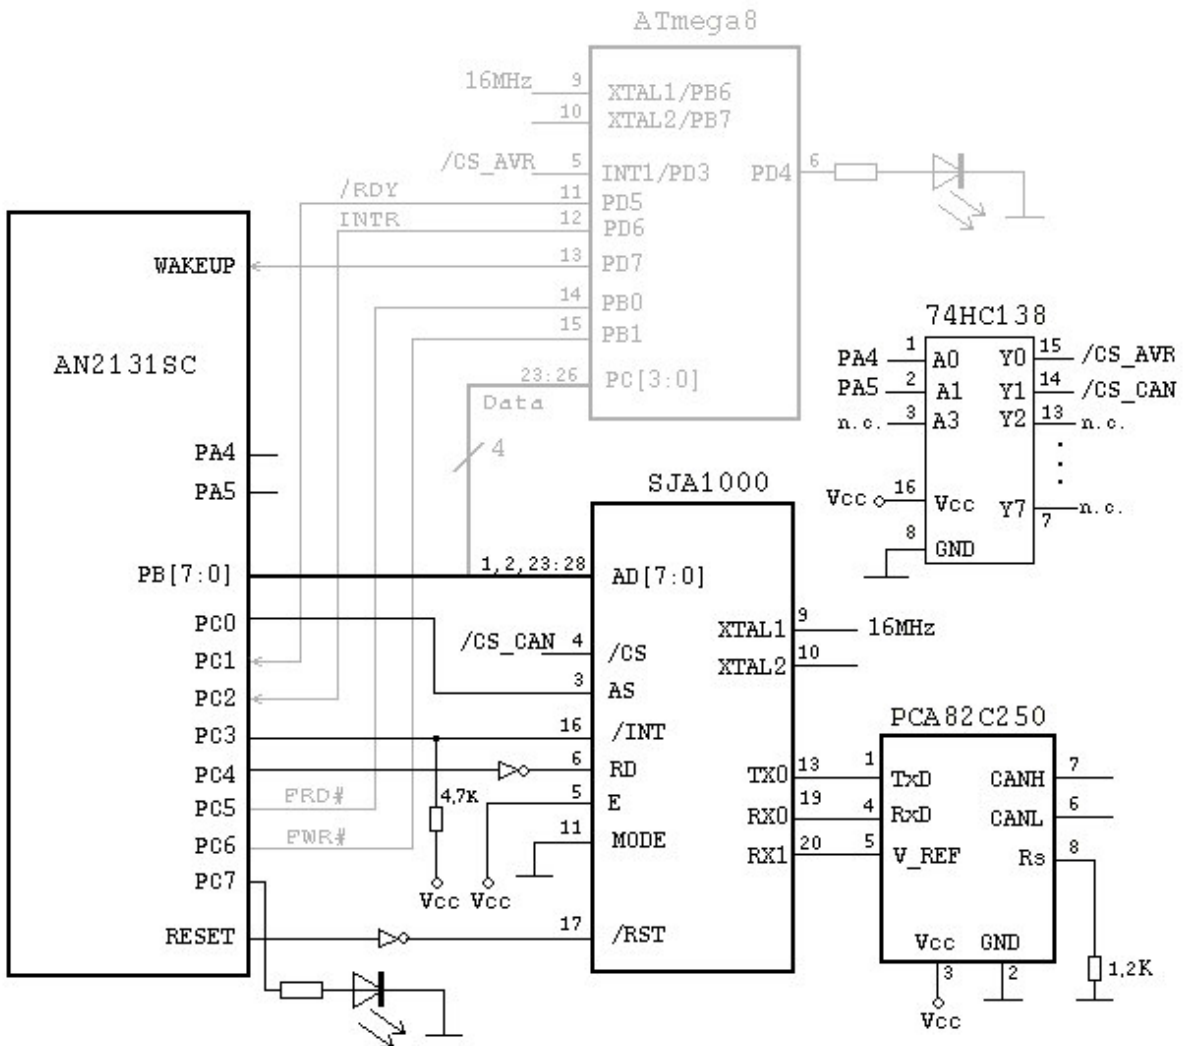 ATmega8
16MHz
9
XTAL1/PB6
10
XTAL2/PB7
/CS_AVR
5
INT1/PD3
PD4
6
/RDY
11
PD5
INTR
12
PD6
WAKEUP
13
PD7
14
PB0
15
PB1
23:26
PC[3:0]
Data
4
AN2131SC
PA4
PA5
PB[7:0]
PC0
PC1
PC2
PC3
PC4
PC5
FRD#
PC6
FWR#
PC7
RESET
74HC138
PA4
1
A0
Y0
15
/CS_AVR
PA5
2
A1
Y1
14
/CS_CAN
n.c.
3
A3
Y2
13
n.c.
Vcc
16
Vcc
Y7
7
n.c.
8
GND
SJA1000
1,2,23:28
AD[7:0]
/CS_CAN
4
/CS
3
AS
16
/INT
6
RD
5
E
11
MODE
17
/RST
4,7K
Vcc
Vcc
XTAL1
9
16MHz
XTAL2
10
TX0
13
RX0
19
RX1
20
PCA82C250
1
TxD
CANH
7
4
RxD
CANL
6
5
V_REF
Rs
8
Vcc
GND
3
2
Vcc
1,2K